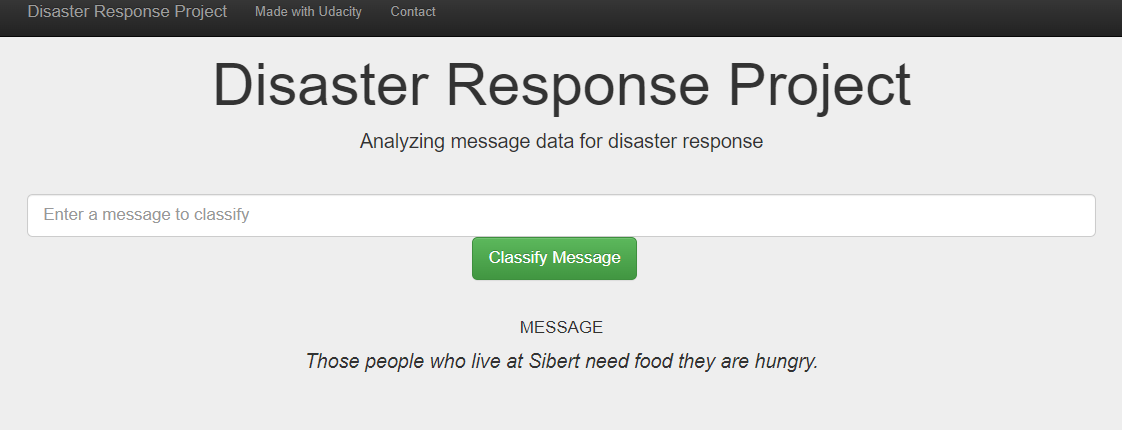 Disaster Response Project Made with Udacity Contact
Disaster Response Project
Analyzing message data for disaster response
Enter a message to classify
Classify Message
MESSAGE
Those people who live at Sibert need food they are hungry.